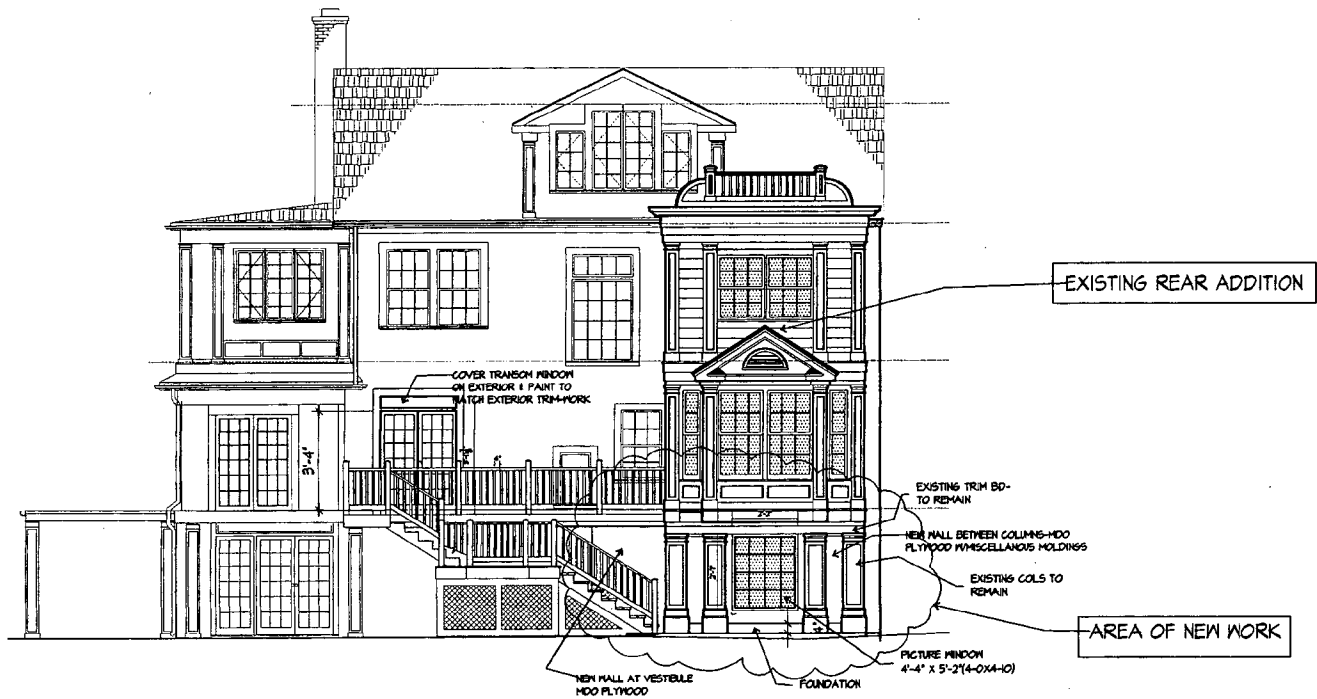 EXISTING REAR ADDITION
COVER TRANSOM WINDOW
ON EXTERIOR & PAINT TO
MATCH EXTERIOR TRIM-WORK
9'-4"
EXISTING TRIM BD-
TO REMAIN
NEW WALL BETWEEN COLUMNS-MDO
PLYWOOD W/MISCELLANOUS MOLDINGS
EXISTING COLS TO
REMAIN
AREA OF NEW WORK
PICTURE WINDOW
4'-4" X 5'-2"(4-0X4-10)
FOUNDATION
NEW WALL AT VESTIBULE
MDO PLYWOOD